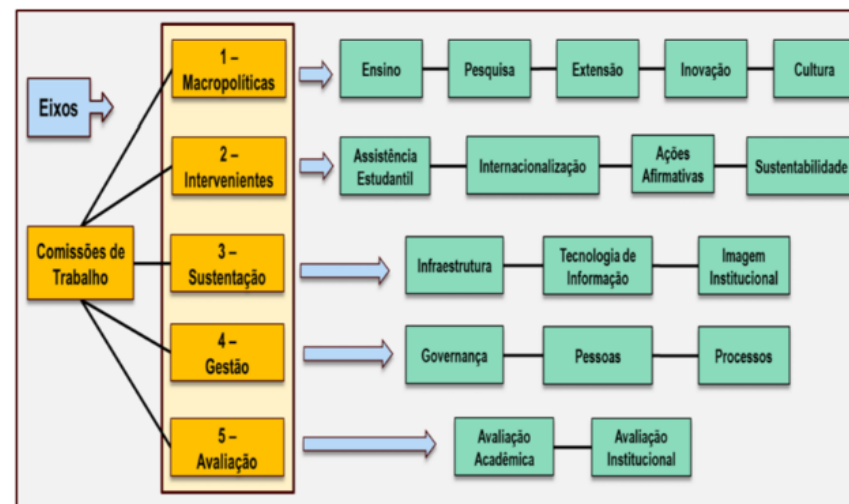 Eixos
Comissões de
Trabalho
1 –
Macropolíticas
Ensino
Pesquisa
Extensão
Inovação
Cultura
2 –
Intervenientes
Assistência
Estudantil
Internacionalização
Ações
Afirmativas
Sustentabilidade
3 –
Sustentação
Infraestrutura
Tecnologia de
Informação
Imagem
Institucional
4 –
Gestão
Governança
Pessoas
Processos
5 –
Avaliação
Avaliação
Acadêmica
Avaliação
Institucional